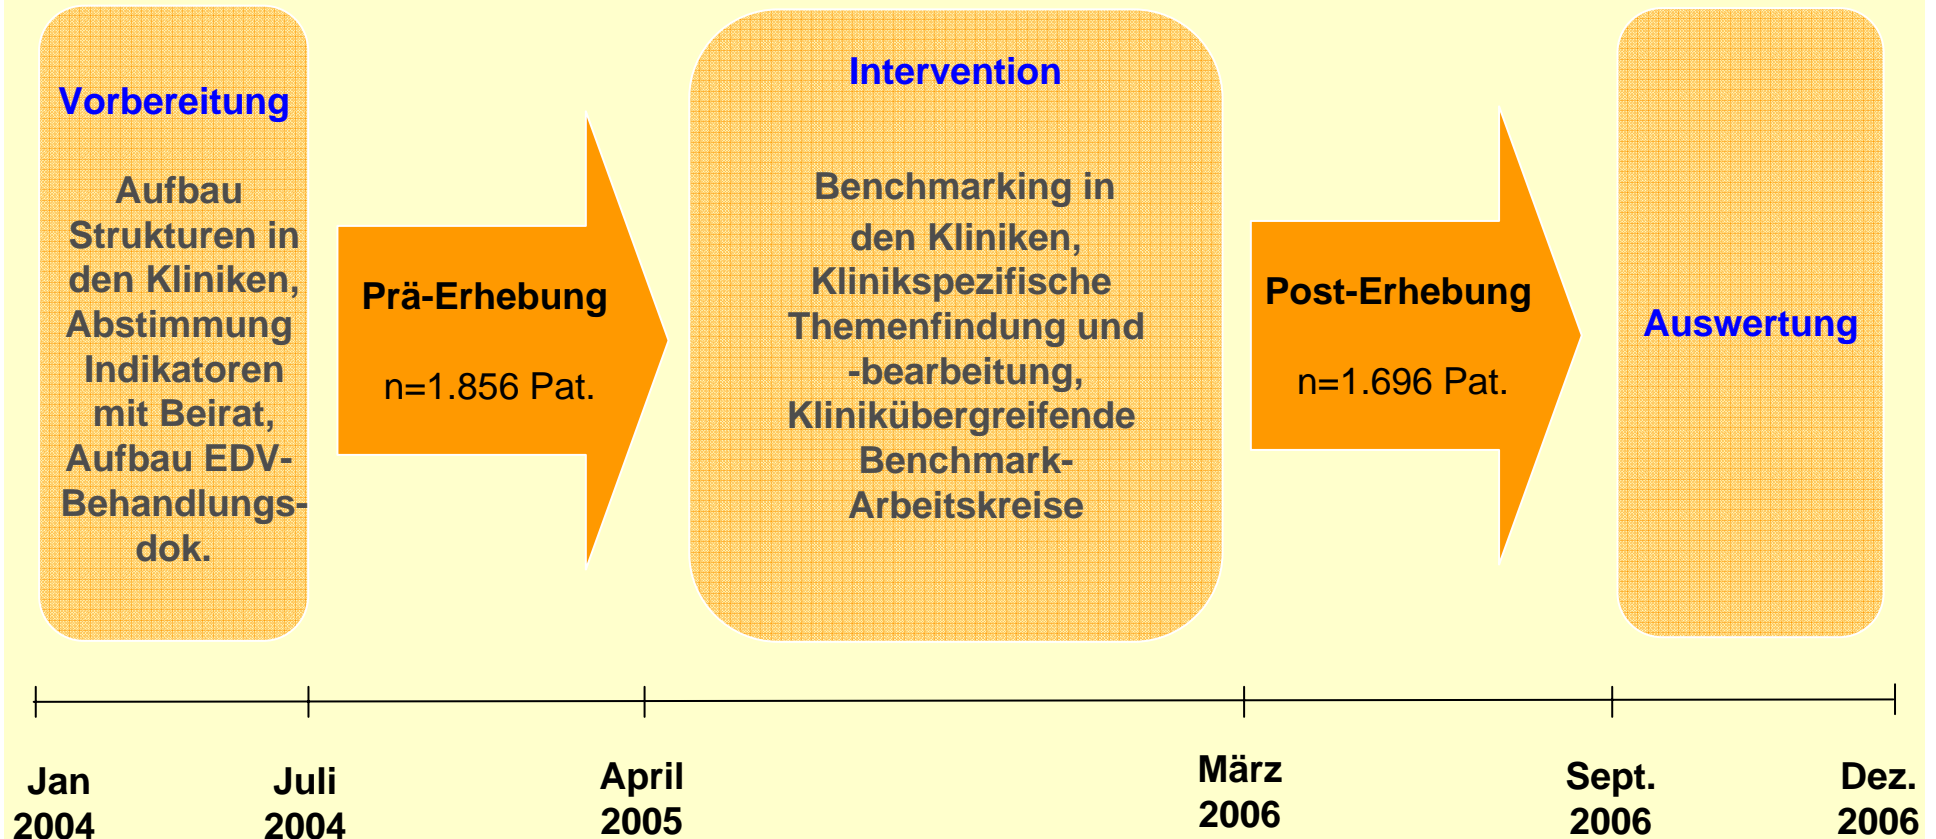 Vorbereitung
Aufbau
Strukturen in
den Kliniken,
Abstimmung
Indikatoren
mit Beirat,
Aufbau EDV-
Behandlungs-
dok.
Prä-Erhebung
n=1.856 Pat.
Intervention
Benchmarking in
den Kliniken,
Klinikspezifische
Themenfindung und
-bearbeitung,
Klinikübergreifende
Benchmark-
Arbeitskreise
Post-Erhebung
n=1.696 Pat.
Auswertung
Jan
2004
Juli
2004
April
2005
März
2006
Sept.
2006
Dez.
2006